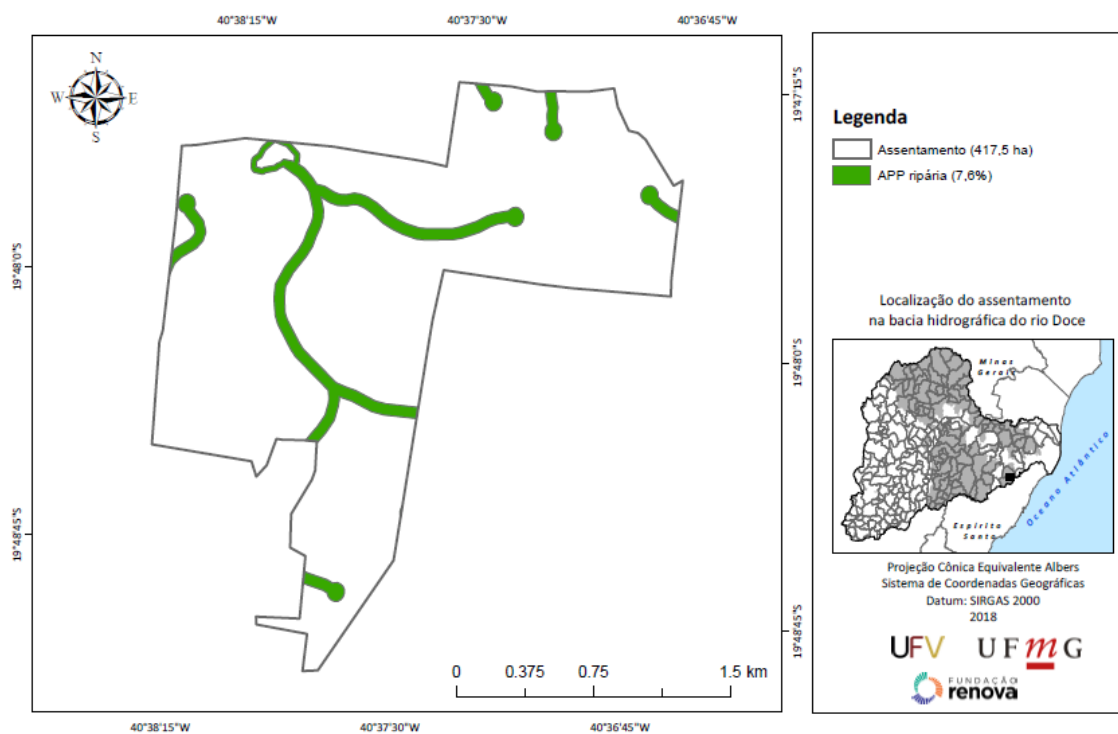 40°38'15"W
40°37'30"W
40°36'45"W
N
W
E
S
19°47'15"S
19°48'0"S
19°48'0"S
19°48'45"S
19°48'45"S
0
0.375
0.75
1.5 km
40°38'15"W
40°37'30"W
40°36'45"W
Legenda
Assentamento (417,5 ha)
APP ripária (7,6%)
Localização do assentamento
na bacia hidrográfica do rio Doce
Minas
Gerais
Oceano Atlântico
Espírito
Santo
Projeção Cônica Equivalente Albers
Sistema de Coordenadas Geográficas
Datum: SIRGAS 2000
2018
UFV
UFmG
FUNDAÇÃO
renova